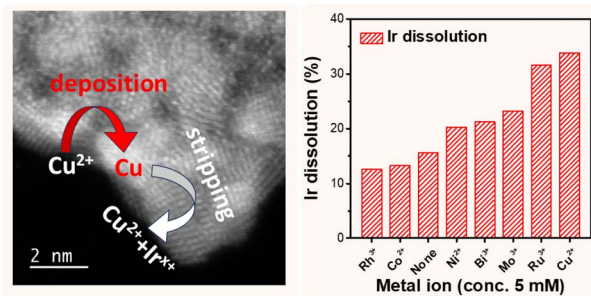 deposition
Cu²⁺
Cu
stripping
Cu²⁺+Irˣ⁺
2 nm
Ir dissolution (%)
40
30
20
10
0
Ir dissolution
Rh³⁺
Co²⁺
None
Ni²⁺
Bi³⁺
Mo³⁺
Ru³⁺
Cu²⁺
Metal ion (conc. 5 mM)